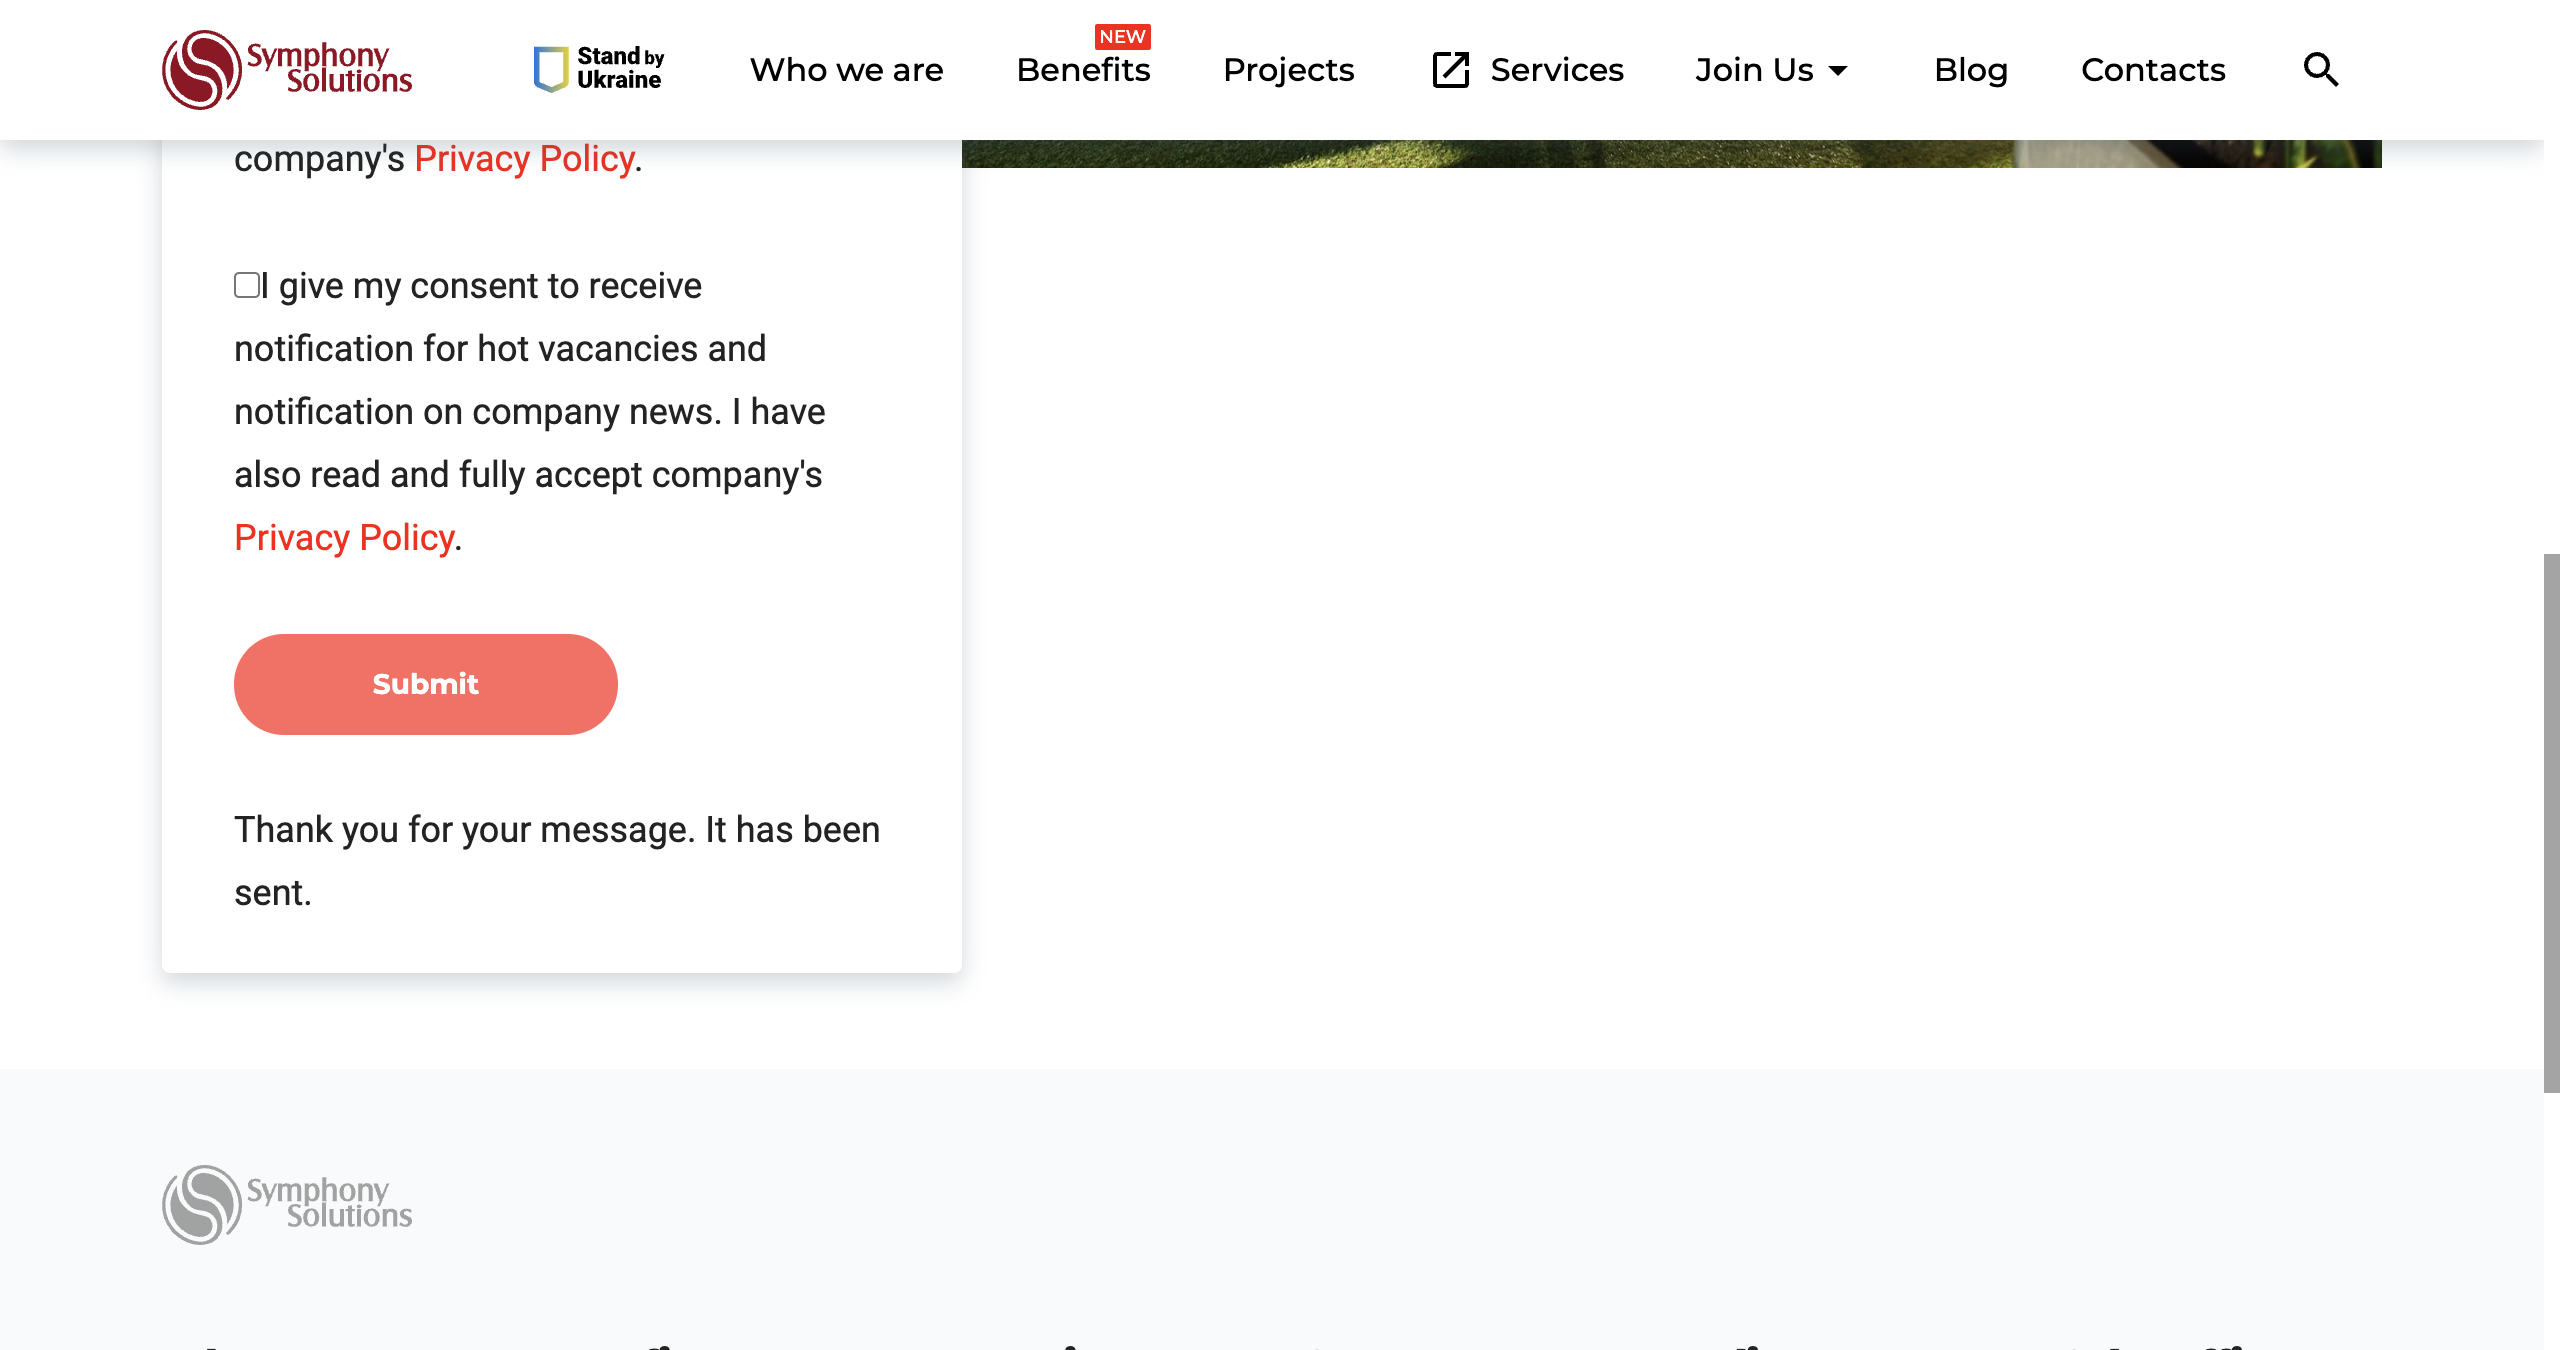 Symphony
Solutions
Stand by
Ukraine
Who we are
NEW
Benefits
Projects
Services
Join Us
Blog
Contacts
company's Privacy Policy.
I give my consent to receive
notification for hot vacancies and
notification on company news. I have
also read and fully accept company's
Privacy Policy.
Submit
Thank you for your message. It has been
sent.
Symphony
Solutions